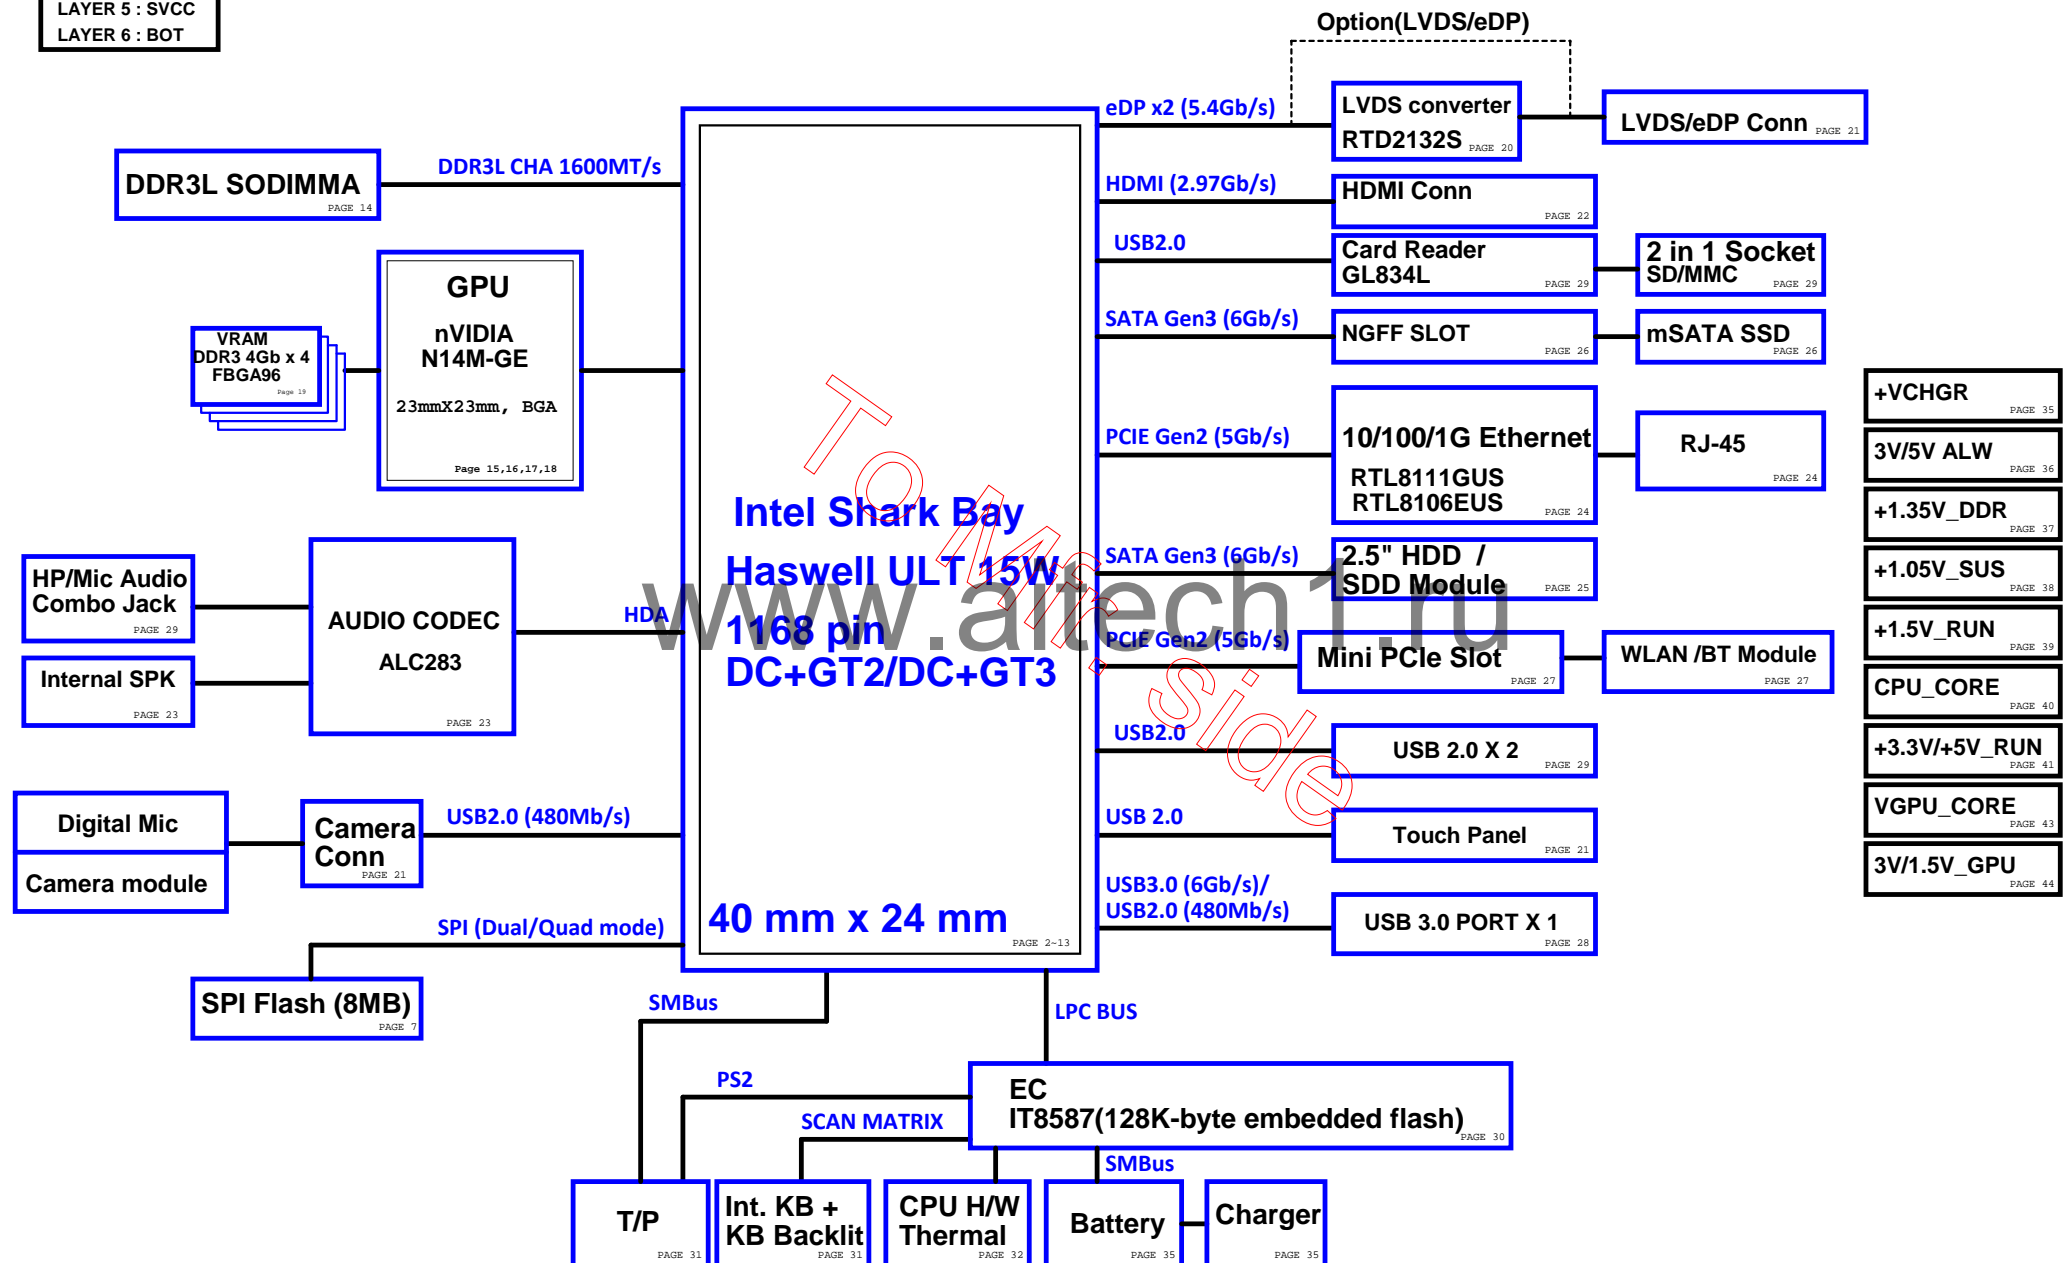 LAYER 5 : SVCC
LAYER 6 : BOT
Option(LVDS/eDP)
eDP x2 (5.4Gb/s)
LVDS converter
RTD2132S PAGE 20
LVDS/eDP Conn PAGE 21
DDR3L SODIMMA
PAGE 14
DDR3L CHA 1600MT/s
HDMI (2.97Gb/s)
HDMI Conn
PAGE 22
USB2.0
Card Reader
GL834L
PAGE 29
2 in 1 Socket
SD/MMC
PAGE 29
GPU
nVIDIA
N14M-GE
23mmX23mm, BGA
Page 15,16,17,18
VRAM
DDR3 4Gb x 4
FBGA96
Page 19
SATA Gen3 (6Gb/s)
NGFF SLOT
PAGE 26
mSATA SSD
PAGE 26
PCIE Gen2 (5Gb/s)
10/100/1G Ethernet
RTL8111GUS
RTL8106EUS
PAGE 24
RJ-45
PAGE 24
Intel Shark Bay
Haswell ULT 15W
1168 pin
DC+GT2/DC+GT3
40 mm x 24 mm
PAGE 2~13
To Mfr. side
www.aitech1.ru
HP/Mic Audio
Combo Jack
PAGE 29
Internal SPK
PAGE 23
AUDIO CODEC
ALC283
PAGE 23
HDA
SATA Gen3 (6Gb/s)
2.5" HDD /
SDD Module
PAGE 25
PCIE Gen2 (5Gb/s)
Mini PCIe Slot
PAGE 27
WLAN /BT Module
PAGE 27
USB2.0
USB 2.0 X 2
PAGE 29
Digital Mic
Camera module
Camera
Conn
PAGE 21
USB2.0 (480Mb/s)
USB 2.0
Touch Panel
PAGE 21
USB3.0 (6Gb/s)/
USB2.0 (480Mb/s)
USB 3.0 PORT X 1
PAGE 28
SPI (Dual/Quad mode)
SPI Flash (8MB)
PAGE 7
SMBus
LPC BUS
PS2
SCAN MATRIX
EC
IT8587(128K-byte embedded flash)
PAGE 30
SMBus
T/P
PAGE 31
Int. KB +
KB Backlit
PAGE 31
CPU H/W
Thermal
PAGE 32
Battery
PAGE 35
Charger
PAGE 35
+VCHGR
PAGE 35
3V/5V ALW
PAGE 36
+1.35V_DDR
PAGE 37
+1.05V_SUS
PAGE 38
+1.5V_RUN
PAGE 39
CPU_CORE
PAGE 40
+3.3V/+5V_RUN
PAGE 41
VGPU_CORE
PAGE 43
3V/1.5V_GPU
PAGE 44